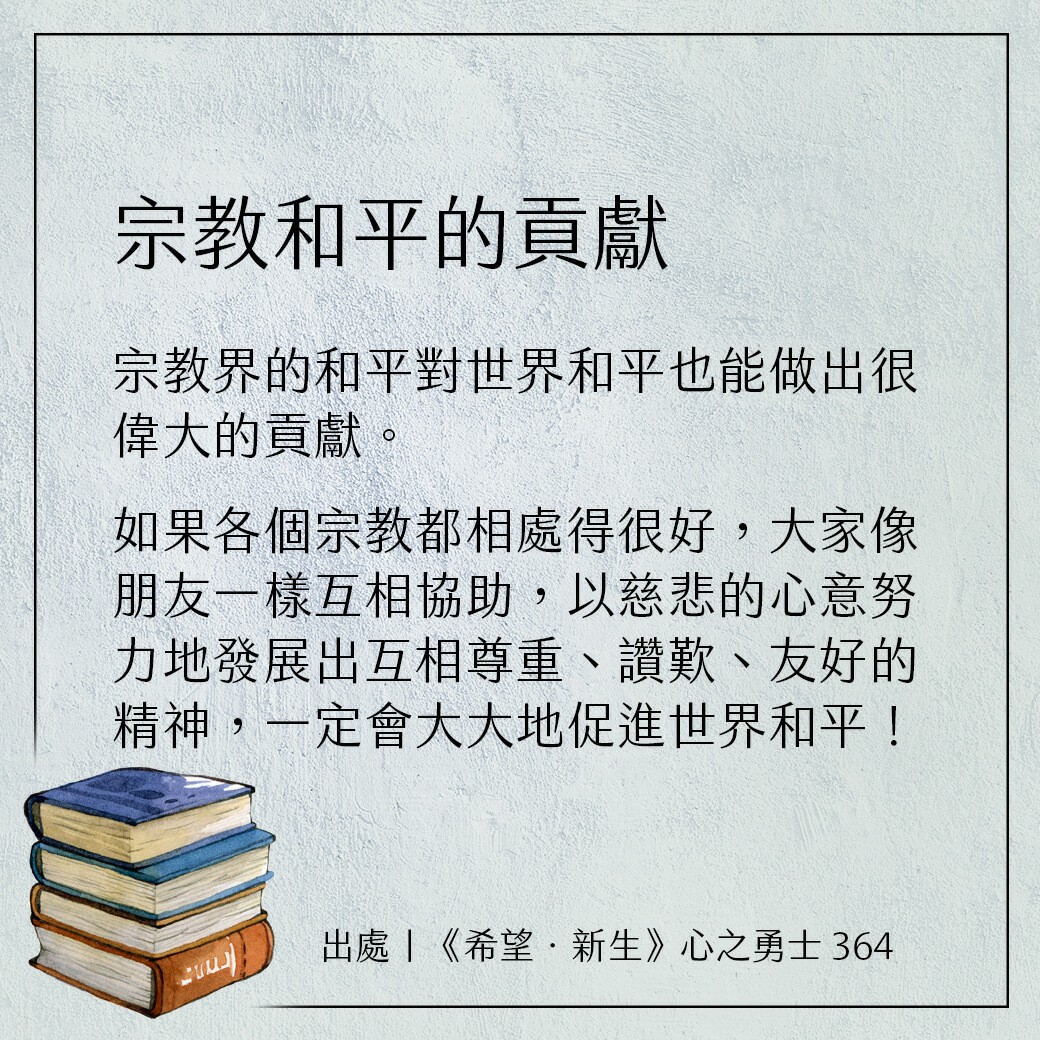 宗教和平的貢獻
宗教界的和平對世界和平也能做出很
偉大的貢獻。
如果各個宗教都相處得很好，大家像
朋友一樣互相協助，以慈悲的心意努
力地發展出互相尊重、讚歎、友好的
精神，一定會大大地促進世界和平！
出處｜《希望．新生》心之勇士 364